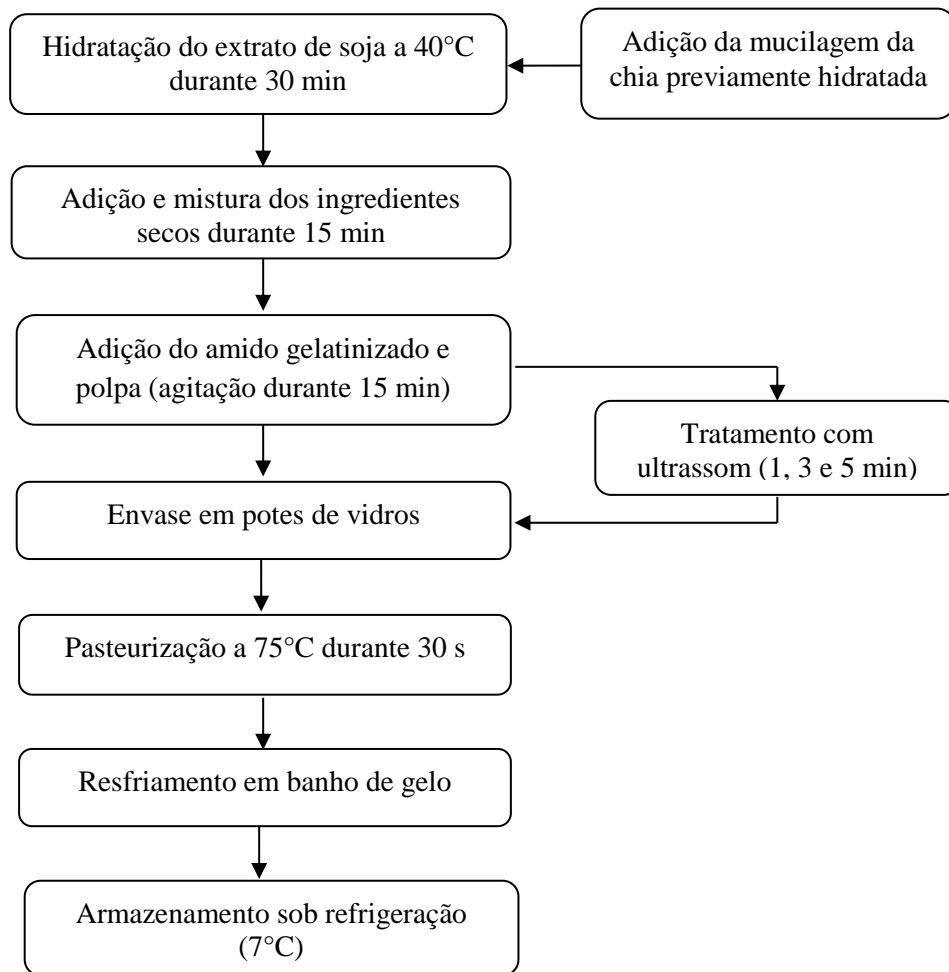 Hidratação do extrato de soja a 40°C
durante 30 min
Adição da mucilagem da
chia previamente hidratada
Adição e mistura dos ingredientes
secos durante 15 min
Adição do amido gelatinizado e
polpa (agitação durante 15 min)
Tratamento com
ultrassom (1, 3 e 5 min)
Envase em potes de vidros
Pasteurização a 75°C durante 30 s
Resfriamento em banho de gelo
Armazenamento sob refrigeração
(7°C)